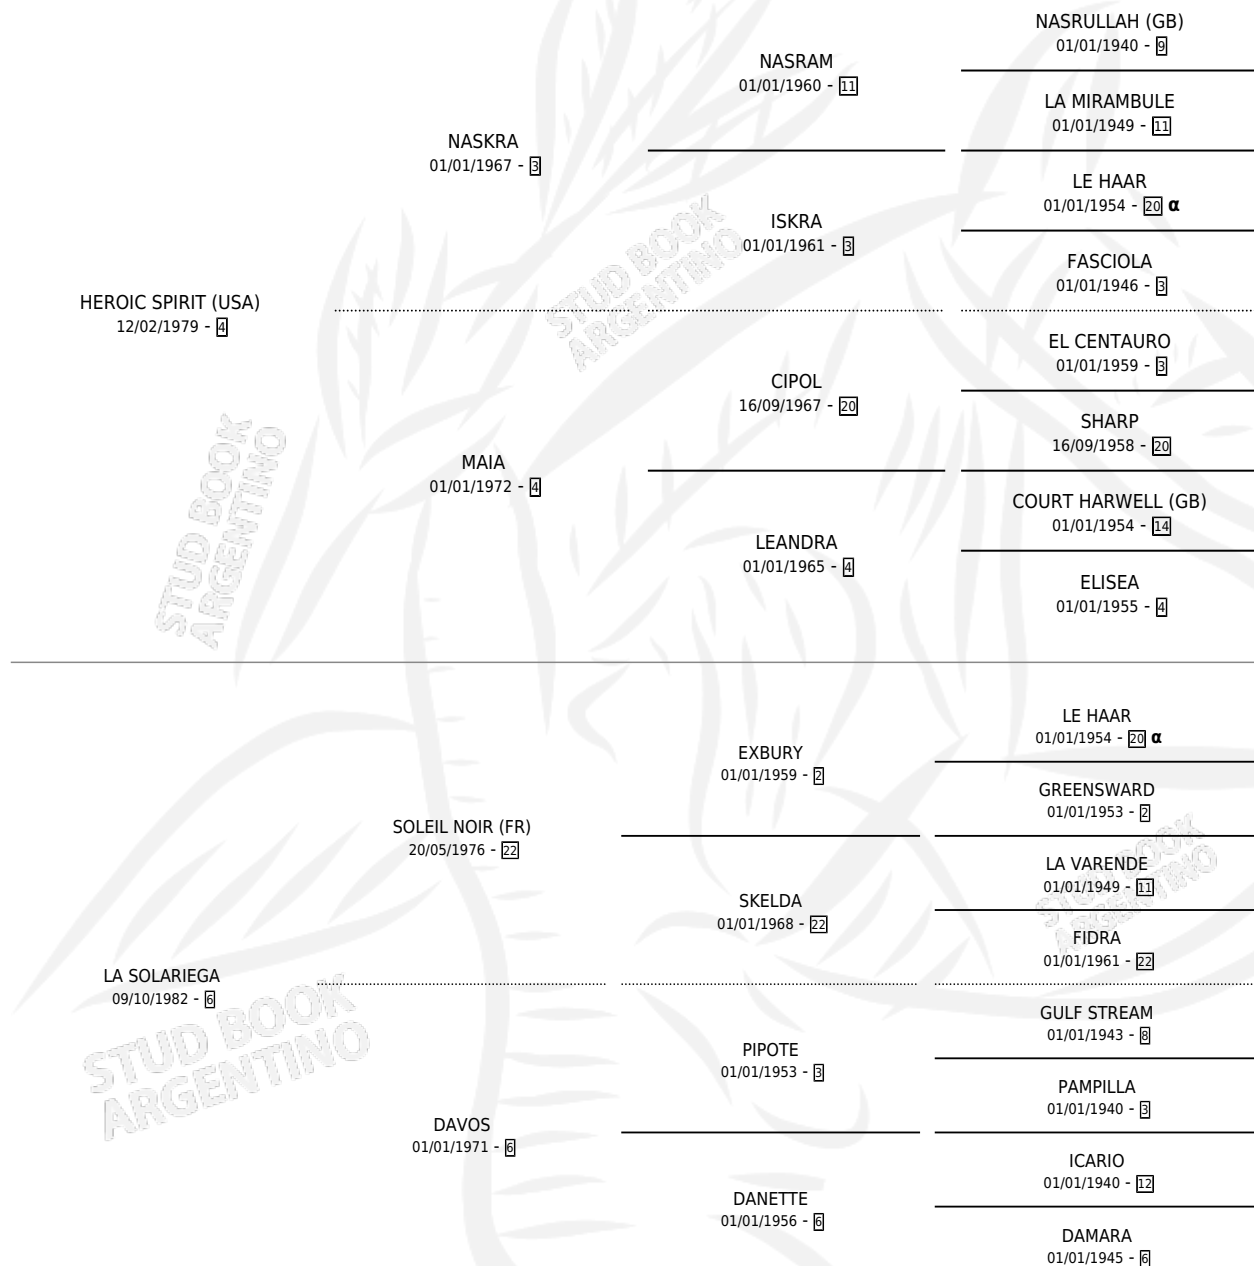 NASRULLAH (GB)
01/01/1940 - 9
NASRAM
01/01/1960 - 11
LA MIRAMBULE
01/01/1949 - 11
NASKRA
01/01/1967 - 3
LE HAAR
01/01/1954 - 20 α
ISKRA
01/01/1961 - 3
FASCIOLA
01/01/1946 - 3
HEROIC SPIRIT (USA)
12/02/1979 - 4
EL CENTAURO
01/01/1959 - 3
CIPOL
16/09/1967 - 20
SHARP
16/09/1958 - 20
MAIA
01/01/1972 - 4
COURT HARWELL (GB)
01/01/1954 - 14
LEANDRA
01/01/1965 - 4
ELISEA
01/01/1955 - 4
LE HAAR
01/01/1954 - 20 α
EXBURY
01/01/1959 - 2
GREENSWARD
01/01/1953 - 2
SOLEIL NOIR (FR)
20/05/1976 - 22
LA VARENDE
01/01/1949 - 11
SKELDA
01/01/1968 - 22
FIDRA
01/01/1961 - 22
LA SOLARIEGA
09/10/1982 - 6
GULF STREAM
01/01/1943 - 8
PIPOTE
01/01/1953 - 3
PAMPILLA
01/01/1940 - 3
DAVOS
01/01/1971 - 6
ICARIO
01/01/1940 - 12
DANETTE
01/01/1956 - 6
DAMARA
01/01/1945 - 6
STUD BOOK
ARGENTINO
STUD BOOK
ARGENTINO
STUD BOOK
ARGENTINO
STUD BOOK
ARGENTINO